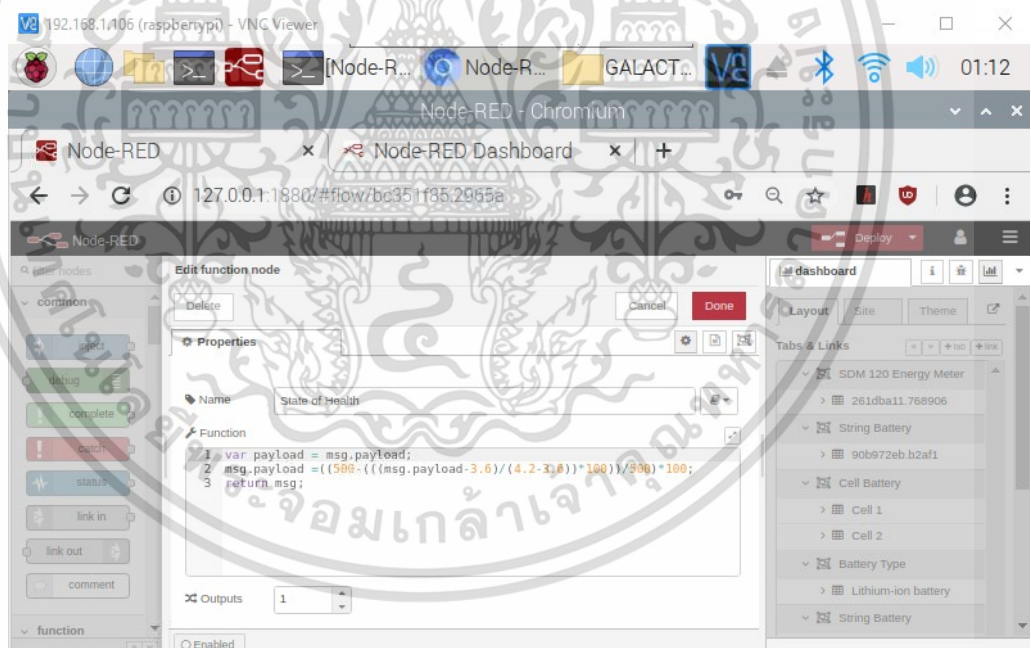 192.168.1.106 (raspberrypi) - VNC Viewer
[Node-R... Node-R... GALACT... 01:12
Node-RED - Chromium
Node-RED × Node-RED Dashboard × +
127.0.0.1:1880/#flow/bc351f85.2965a
Node-RED Deploy
filter nodes
common
inject
debug
complete
catch
status
link in
link out
comment
function
Edit function node
Delete Cancel Done
Properties
Name State of Health
Function
1 var payload = msg.payload;
2 msg.payload =((500-(((msg.payload-3.6)/(4.2-3.6))*100))/500)*100;
3 return msg;
Outputs 1
Enabled
dashboard
Layout Site Theme
Tabs & Links + tab + link
SDM 120 Energy Meter
261dba11.768906
String Battery
90b972eb.b2af1
Cell Battery
Cell 1
Cell 2
Battery Type
Lithium-ion battery
String Battery